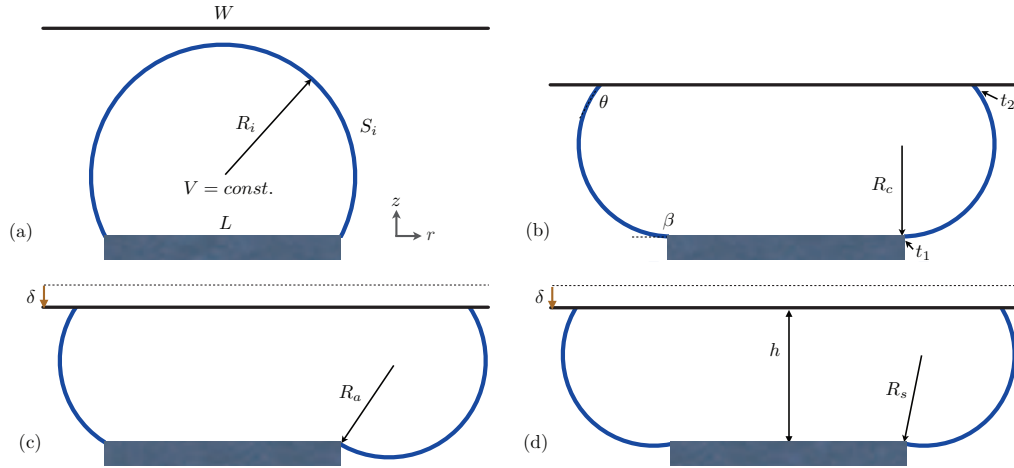 W
R_i
S_i
V = const.
z
L
r
(a)
θ
t_2
R_c
β
t_1
(b)
δ
R_a
(c)
δ
h
R_s
(d)